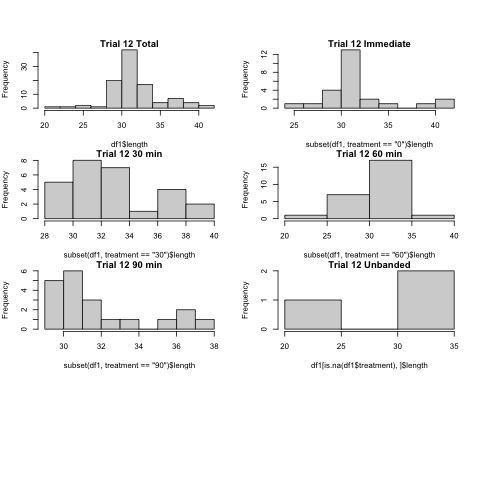 Trial 12 Total
Frequency
0 10 30
20 25 30 35 40
df1$length
Trial 12 Immediate
Frequency
0 4 8 12
25 30 35 40
subset(df1, treatment == "0")$length
Trial 12 30 min
Frequency
0 2 4 6 8
28 30 32 34 36 38 40
subset(df1, treatment == "30")$length
Trial 12 60 min
Frequency
0 5 10 15
20 25 30 35 40
subset(df1, treatment == "60")$length
Trial 12 90 min
Frequency
0 1 2 3 4 5 6
30 32 34 36 38
subset(df1, treatment == "90")$length
Trial 12 Unbanded
Frequency
0 1 2
20 25 30 35
df1[is.na(df1$treatment), ]$length